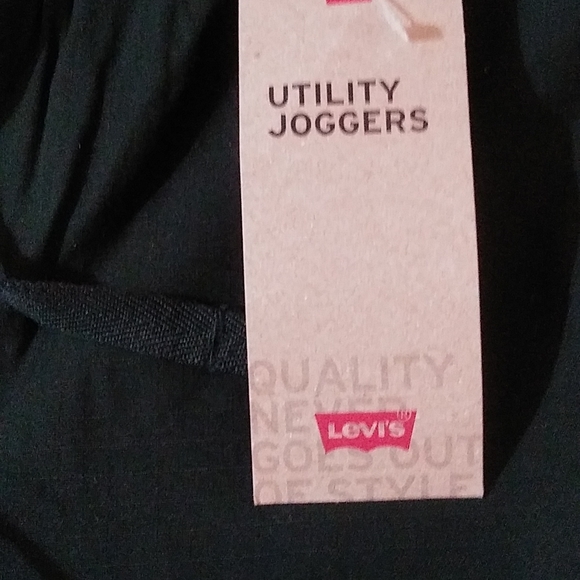 UTILITY
JOGGERS
QUALITY
NEVER
LEVI'S®
GOES OUT
OF STYLE